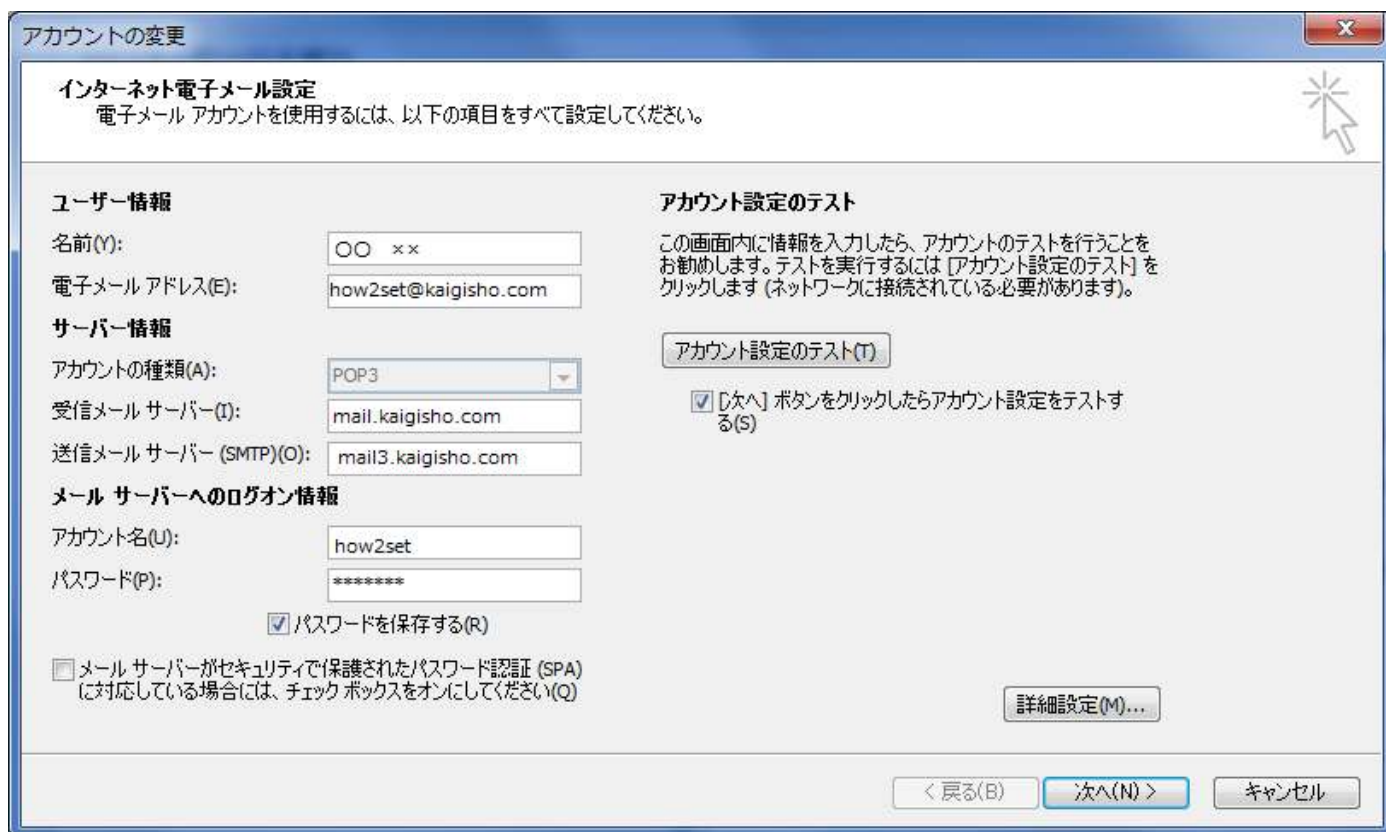 アカウントの変更
インターネット電子メール設定
電子メール アカウントを使用するには、以下の項目をすべて設定してください。
ユーザー情報
名前(Y):
○○ ××
電子メール アドレス(E):
how2set@kaigisho.com
サーバー情報
アカウントの種類(A):
POP3
受信メール サーバー(I):
mail.kaigisho.com
送信メール サーバー (SMTP)(O):
mail3.kaigisho.com
メール サーバーへのログオン情報
アカウント名(U):
how2set
パスワード(P):
*******
パスワードを保存する(R)
メール サーバーがセキュリティで保護されたパスワード認証 (SPA)
に対応している場合には、チェック ボックスをオンにしてください(Q)
アカウント設定のテスト
この画面内に情報を入力したら、アカウントのテストを行うことを
お勧めします。テストを実行するには [アカウント設定のテスト] を
クリックします (ネットワークに接続されている必要があります)。
アカウント設定のテスト(T)
[次へ] ボタンをクリックしたらアカウント設定をテストす
る(S)
詳細設定(M)...
< 戻る(B)
次へ(N) >
キャンセル